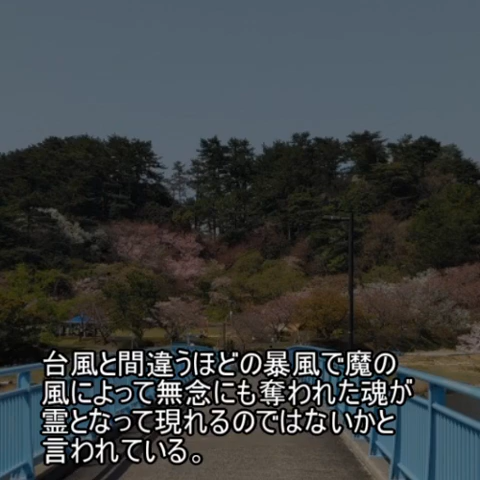 台風と間違うほどの暴風で魔の
風によって無念にも奪われた魂が
霊となって現れるのではないかと
言われている。